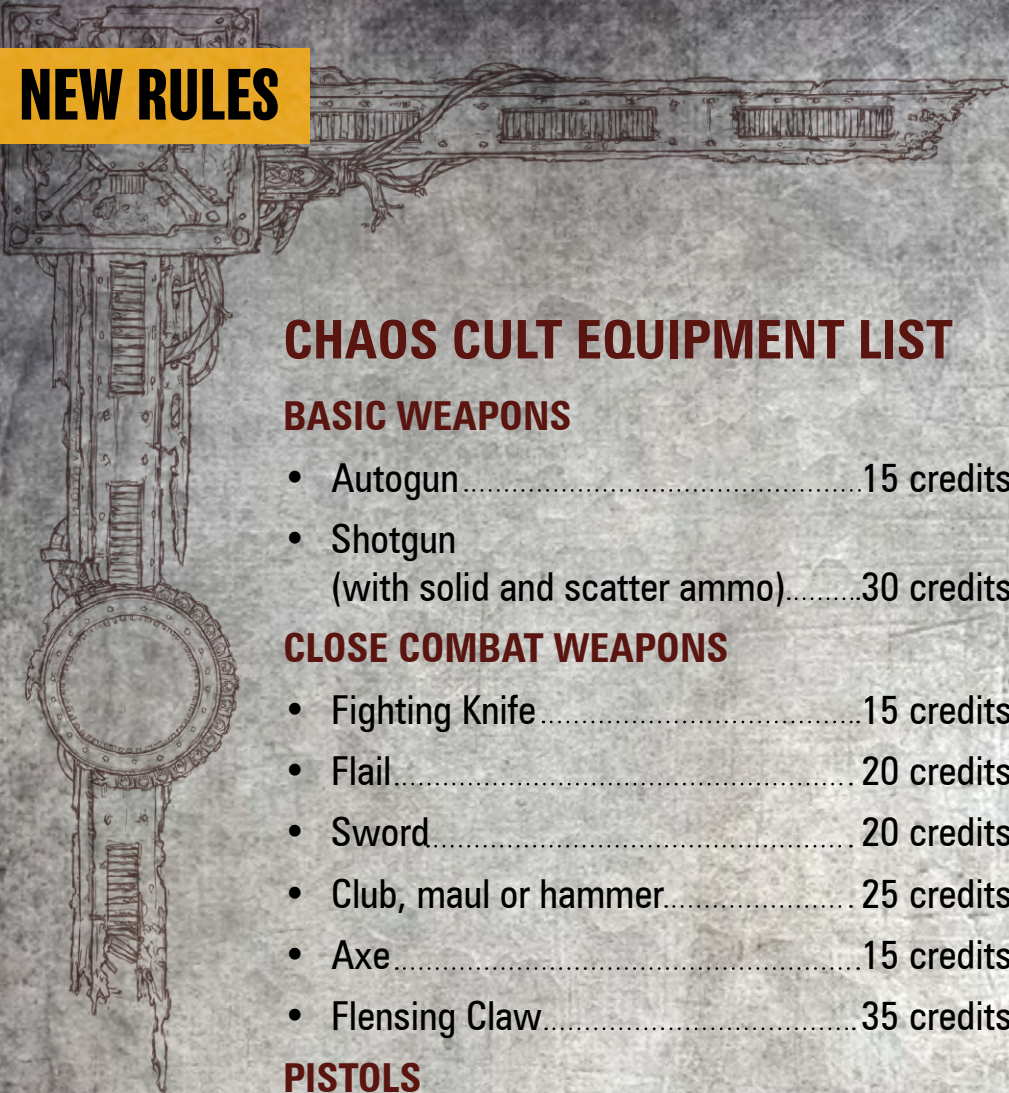 NEW RULES
CHAOS CULT EQUIPMENT LIST
BASIC WEAPONS
• Autogun................................................15 credits
• Shotgun
(with solid and scatter ammo)..........30 credits
CLOSE COMBAT WEAPONS
• Fighting Knife.......................................15 credits
• Flail........................................................20 credits
• Sword...................................................20 credits
• Club, maul or hammer.......................25 credits
• Axe........................................................15 credits
• Flensing Claw......................................35 credits
PISTOLS